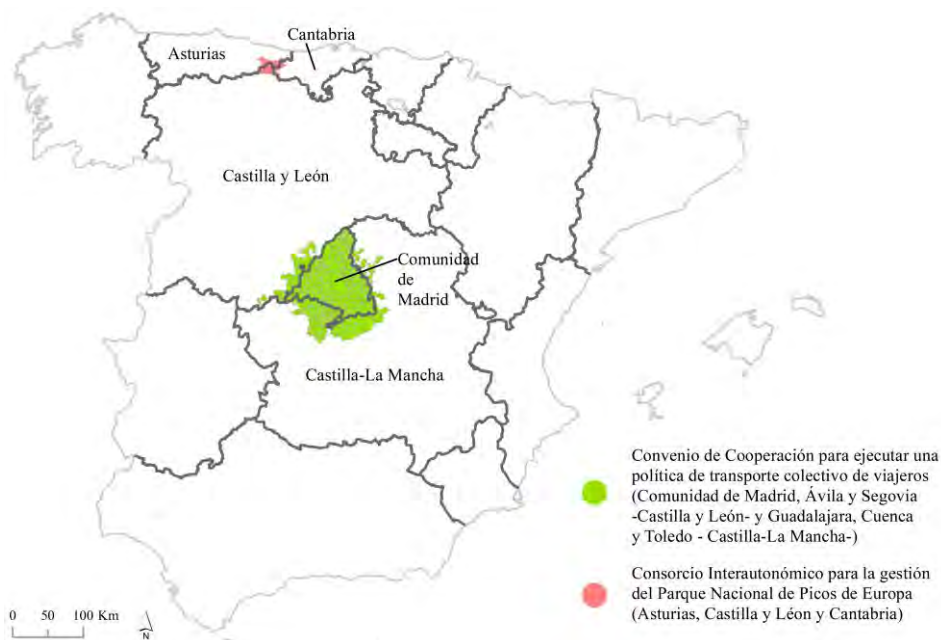 Cantabria
Asturias
Castilla y León
Comunidad
de
Madrid
Castilla-La Mancha
Convenio de Cooperación para ejecutar una
política de transporte colectivo de viajeros
(Comunidad de Madrid, Ávila y Segovia
-Castilla y León- y Guadalajara, Cuenca
y Toledo - Castilla-La Mancha-)
Consorcio Interautonómico para la gestión
del Parque Nacional de Picos de Europa
(Asturias, Castilla y Léon y Cantabria)
0 50 100 Km
N